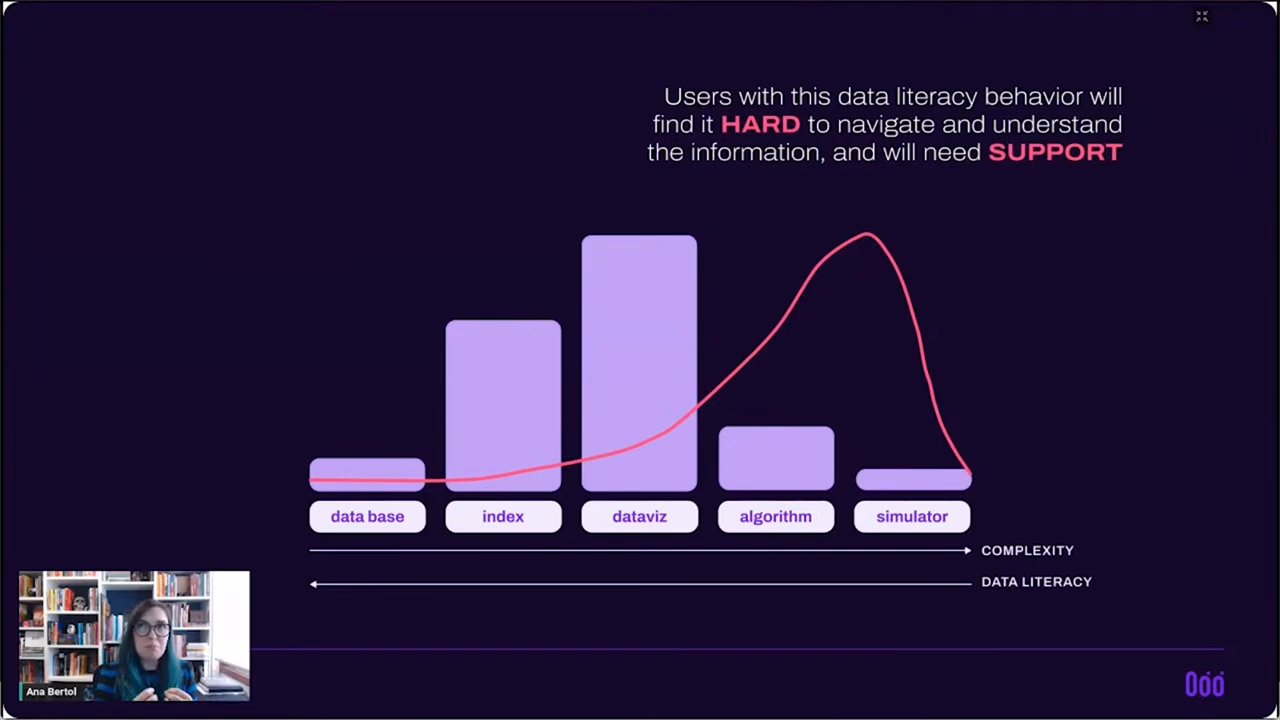 Users with this data literacy behavior will
find it HARD to navigate and understand
the information, and will need SUPPORT
data base
index
dataviz
algorithm
simulator
COMPLEXITY
DATA LITERACY
Ana Bertol